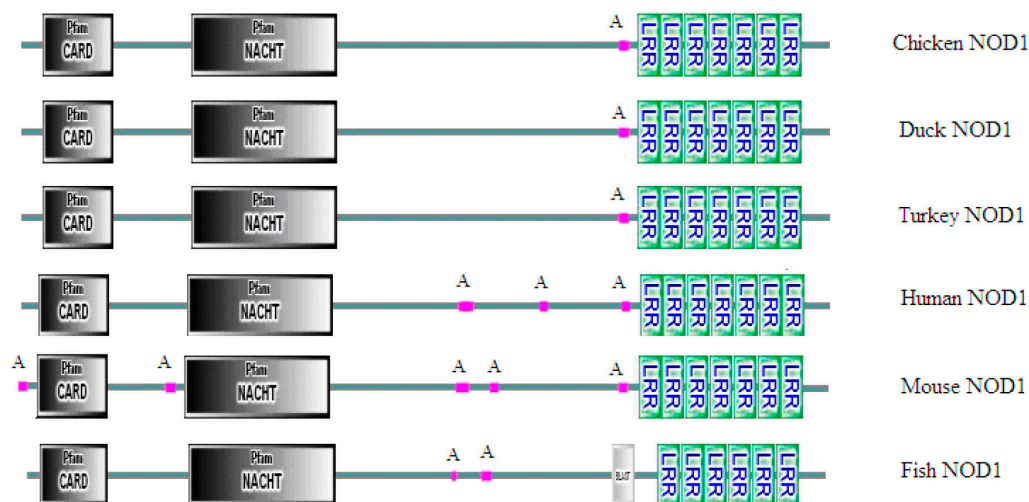 A
Pfam Pfam
CARD NACHT LRR LRR LRR LRR LRR LRR LRR Chicken NOD1
A
Pfam Pfam
CARD NACHT LRR LRR LRR LRR LRR LRR LRR Duck NOD1
A
Pfam Pfam
CARD NACHT LRR LRR LRR LRR LRR LRR LRR Turkey NOD1
A A A
Pfam Pfam
CARD NACHT LRR LRR LRR LRR LRR LRR LRR Human NOD1
A A A A A
Pfam Pfam
CARD NACHT LRR LRR LRR LRR LRR LRR LRR Mouse NOD1
A A
Pfam Pfam
CARD NACHT BLAST LRR LRR LRR LRR LRR LRR Fish NOD1